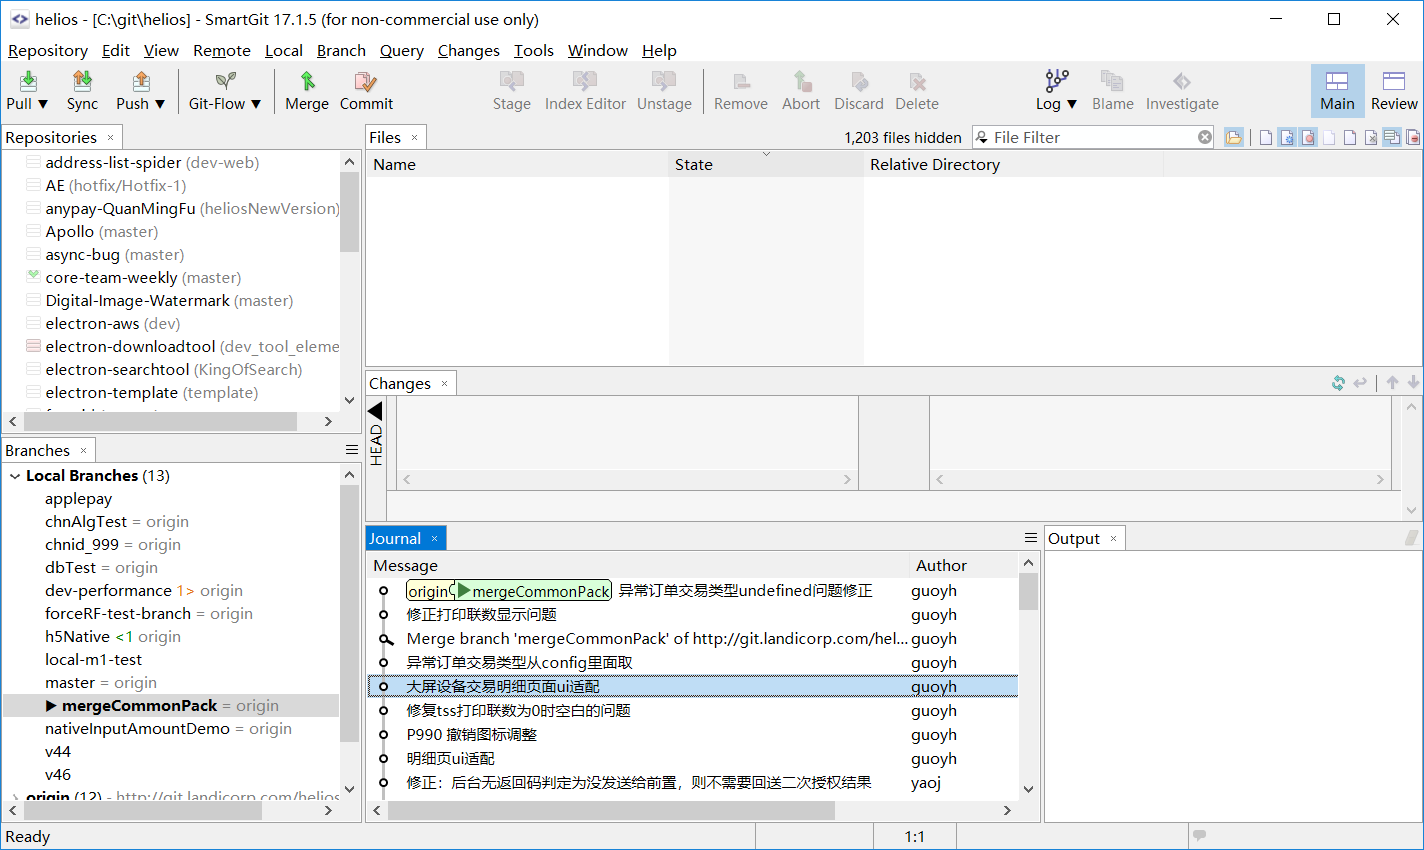 helios - [C:\git\helios] - SmartGit 17.1.5 (for non-commercial use only)
Repository Edit View Remote Local Branch Query Changes Tools Window Help
Pull ▼ Sync Push ▼ Git-Flow ▼ Merge Commit Stage Index Editor Unstage Remove Abort Discard Delete Log ▼ Blame Investigate Main Review
Repositories
address-list-spider (dev-web)
AE (hotfix/Hotfix-1)
anypay-QuanMingFu (heliosNewVersion)
Apollo (master)
async-bug (master)
core-team-weekly (master)
Digital-Image-Watermark (master)
electron-aws (dev)
electron-downloadtool (dev_tool_eleme
electron-searchtool (KingOfSearch)
electron-template (template)
Files 1,203 files hidden File Filter
Name State Relative Directory
Changes
HEAD
Branches
Local Branches (13)
applepay
chnAlgTest = origin
chnid_999 = origin
dbTest = origin
dev-performance 1> origin
forceRF-test-branch = origin
h5Native <1 origin
local-m1-test
master = origin
mergeCommonPack = origin
nativeInputAmountDemo = origin
v44
v46
origin (12) - http://git.landicorp.com/helios
Journal
Message Author
origin mergeCommonPack 异常订单交易类型undefined问题修正 guoyh
修正打印联数显示问题 guoyh
Merge branch 'mergeCommonPack' of http://git.landicorp.com/hel... guoyh
异常订单交易类型从config里面取 guoyh
大屏设备交易明细页面ui适配 guoyh
修复tss打印联数为0时空白的问题 guoyh
P990 撤销图标调整 guoyh
明细页ui适配 guoyh
修正：后台无返回码判定为没发送给前置，则不需要回送二次授权结果 yaoj
Output
Ready 1:1